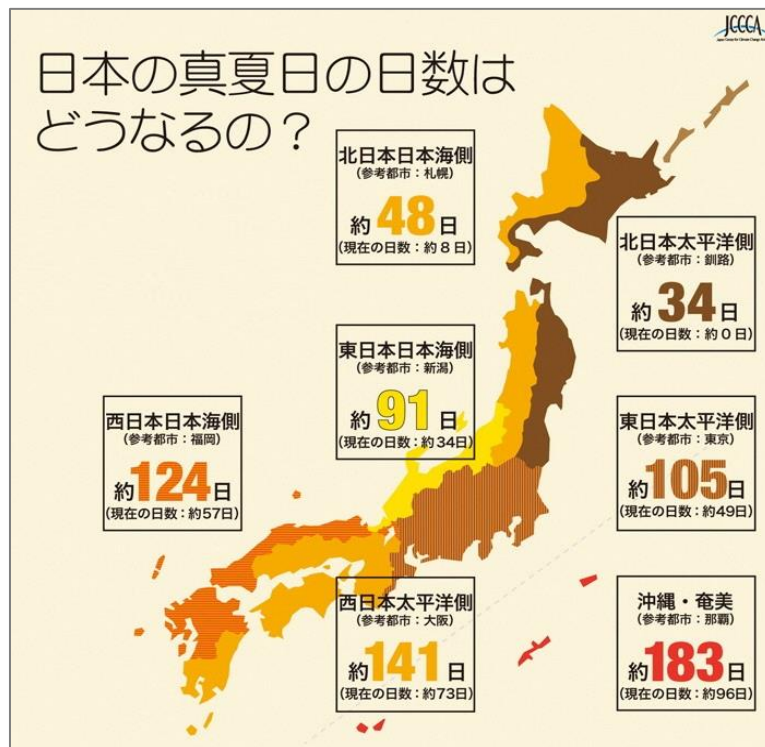 JCCCA
日本の真夏日の日数は
どうなるの？
北日本日本海側
(参考都市：札幌)
約48日
(現在の日数：約8日)
北日本太平洋側
(参考都市：釧路)
約34日
(現在の日数：約0日)
東日本日本海側
(参考都市：新潟)
約91日
(現在の日数：約34日)
西日本日本海側
(参考都市：福岡)
約124日
(現在の日数：約57日)
東日本太平洋側
(参考都市：東京)
約105日
(現在の日数：約49日)
西日本太平洋側
(参考都市：大阪)
約141日
(現在の日数：約73日)
沖縄・奄美
(参考都市：那覇)
約183日
(現在の日数：約96日)